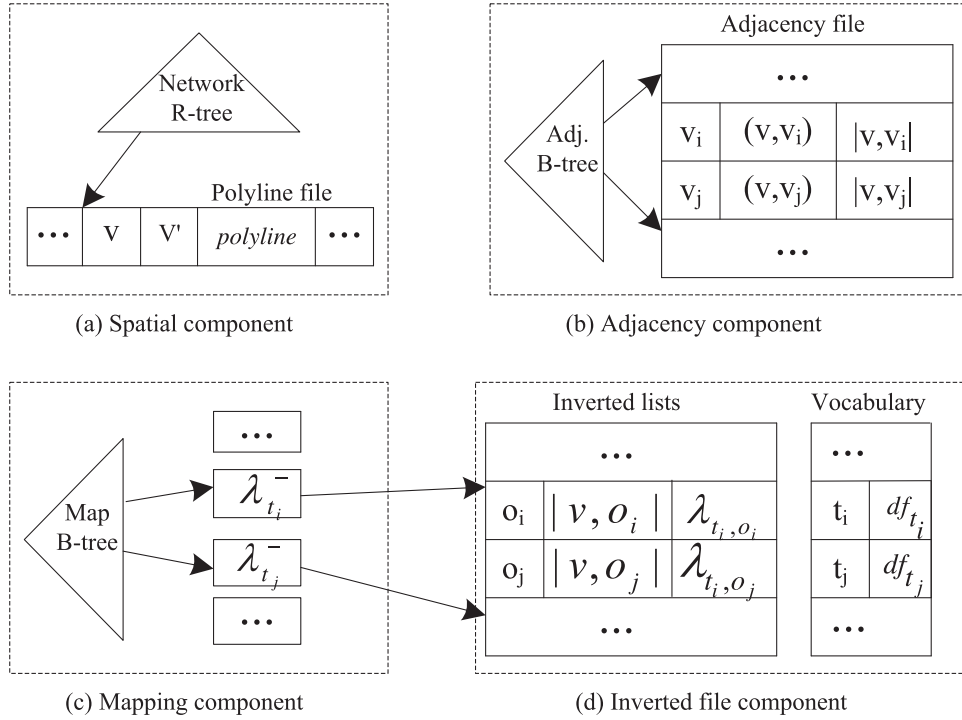 Network
R-tree
Polyline file
... v V' polyline ...
(a) Spatial component
Adjacency file
Adj.
B-tree
...
v_i (v,v_i) |v,v_i|
v_j (v,v_j) |v,v_j|
...
(b) Adjacency component
Map
B-tree
...
λ_{t_i}^-
λ_{t_j}^-
...
(c) Mapping component
Inverted lists
...
o_i | v, o_i | λ_{t_i,o_i}
o_j | v, o_j | λ_{t_i,o_j}
...
Vocabulary
...
t_i df_{t_i}
t_j df_{t_j}
...
(d) Inverted file component